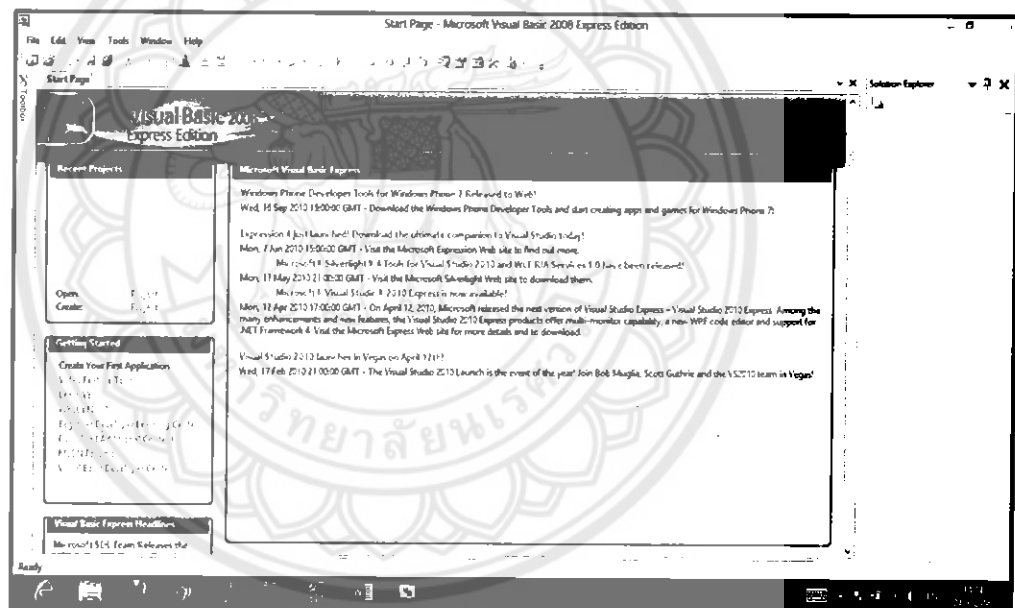 Start Page - Microsoft Visual Basic 2008 Express Edition
File Edit View Tools Window Help
Start Page
Solution Explorer
Toolbox
Visual Basic 2008
Express Edition
Recent Projects
Open:
Create:
Getting Started
Create Your First Application
Visual Basic Express Headlines
Microsoft SDL Team Releases the
Microsoft Visual Basic Express
Windows Phone Developer Tools for Windows Phone 7 Released to Web!
Wed, 16 Sep 2010 15:00:00 GMT - Download the Windows Phone Developer Tools and start creating apps and games for Windows Phone 7!
Expression 4 Just launched! Download the ultimate companion to Visual Studio today!
Mon, 7 Jun 2010 15:00:00 GMT - Visit the Microsoft Expression Web site to find out more.
Microsoft® Silverlight® 4 Tools for Visual Studio 2010 and WCF RIA Services 1.0 have been released!
Mon, 17 May 2010 21:00:00 GMT - Visit the Microsoft Silverlight Web site to download them.
Microsoft® Visual Studio® 2010 Express is now available!
Mon, 12 Apr 2010 17:00:00 GMT - On April 12, 2010, Microsoft released the next version of Visual Studio Express - Visual Studio 2010 Express. Among the
many enhancements and new features, the Visual Studio 2010 Express products offer multi-monitor capability, a new WPF code editor and support for
.NET Framework 4. Visit the Microsoft Express Web site for more details and to download.
Visual Studio 2010 launches in Vegas on April 12th!
Wed, 17 Feb 2010 21:00:00 GMT - The Visual Studio 2010 Launch is the event of the year! Join Bob Muglia, Scott Guthrie and the VS2010 team in Vegas!
Ready